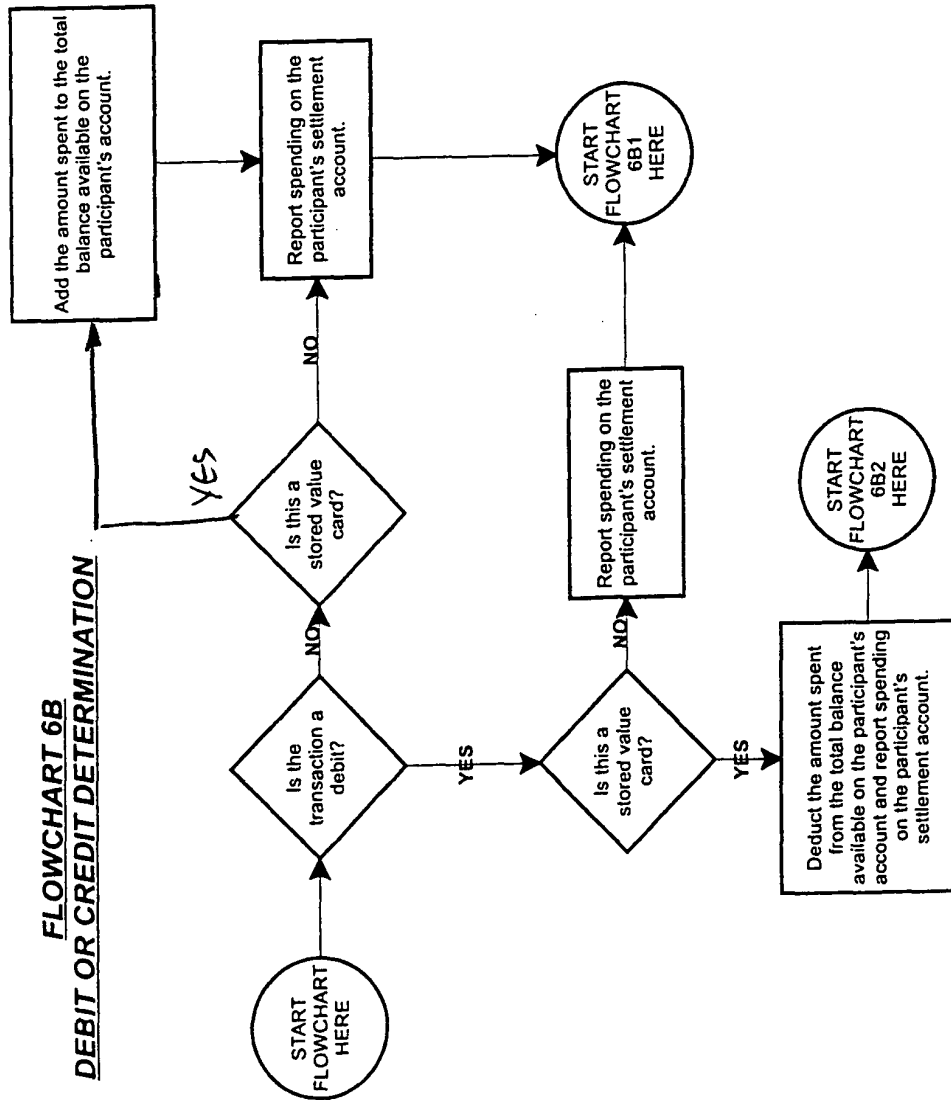 FLOWCHART 6B
DEBIT OR CREDIT DETERMINATION
START
FLOWCHART
HERE
Is the
transaction a
debit?
NO
Is this a
stored value
card?
YES
NO
Add the amount spent to the total
balance available on the
participant's account.
Report spending on the
participant's settlement
account.
YES
Is this a
stored value
card?
NO
Report spending on the
participant's settlement
account.
START
FLOWCHART
6B1
HERE
YES
Deduct the amount spent
from the total balance
available on the participant's
account and report spending
on the participant's
settlement account.
START
FLOWCHART
6B2
HERE